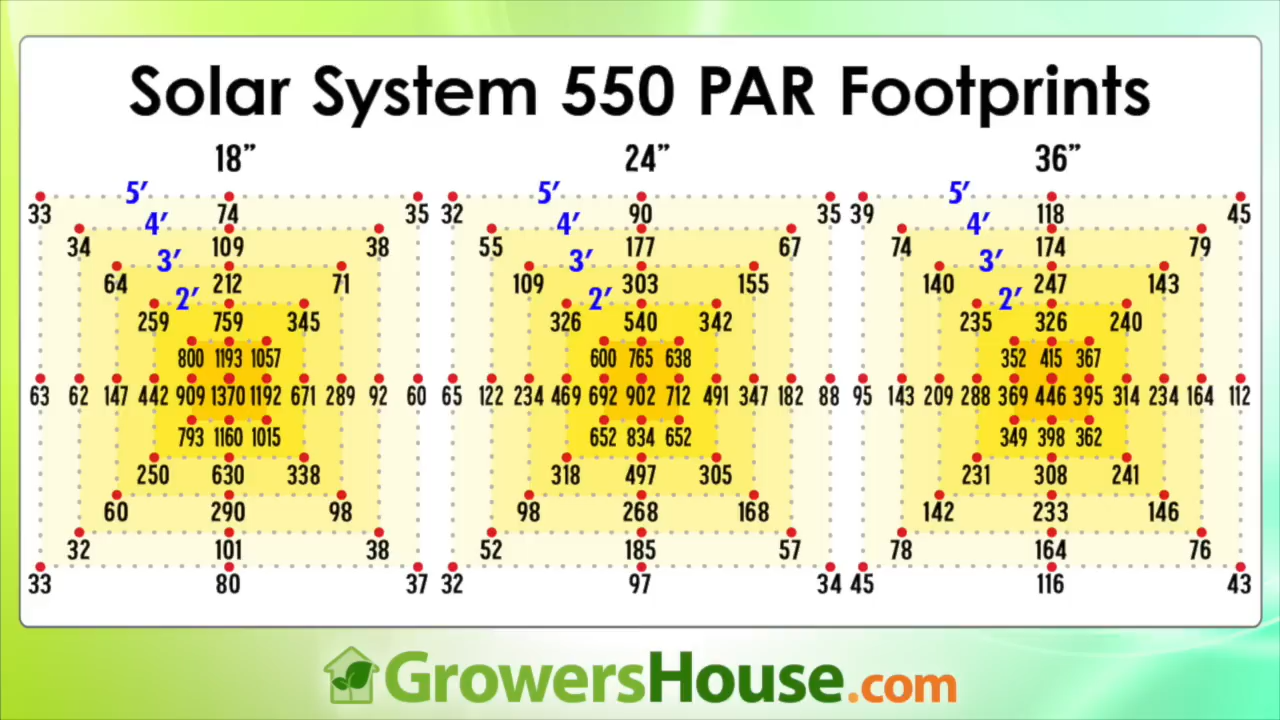 Solar System 550 PAR Footprints
18” 24” 36”
5’ 5’ 5’
33 74 35 32 90 35 39 118 45
4’ 4’ 4’
34 109 38 55 177 67 74 174 79
3’ 3’ 3’
64 212 71 109 303 155 140 247 143
2’ 2’ 2’
259 759 345 326 540 342 235 326 240
800 1193 1057 600 765 638 352 415 367
63 62 147 442 909 1370 1192 671 289 92 60 65 122 234 469 692 902 712 491 347 182 88 95 143 209 288 369 446 395 314 234 164 112
793 1160 1015 652 834 652 349 398 362
250 630 338 318 497 305 231 308 241
60 290 98 98 268 168 142 233 146
32 101 38 52 185 57 78 164 76
33 80 37 32 97 34 45 116 43
GrowersHouse.com